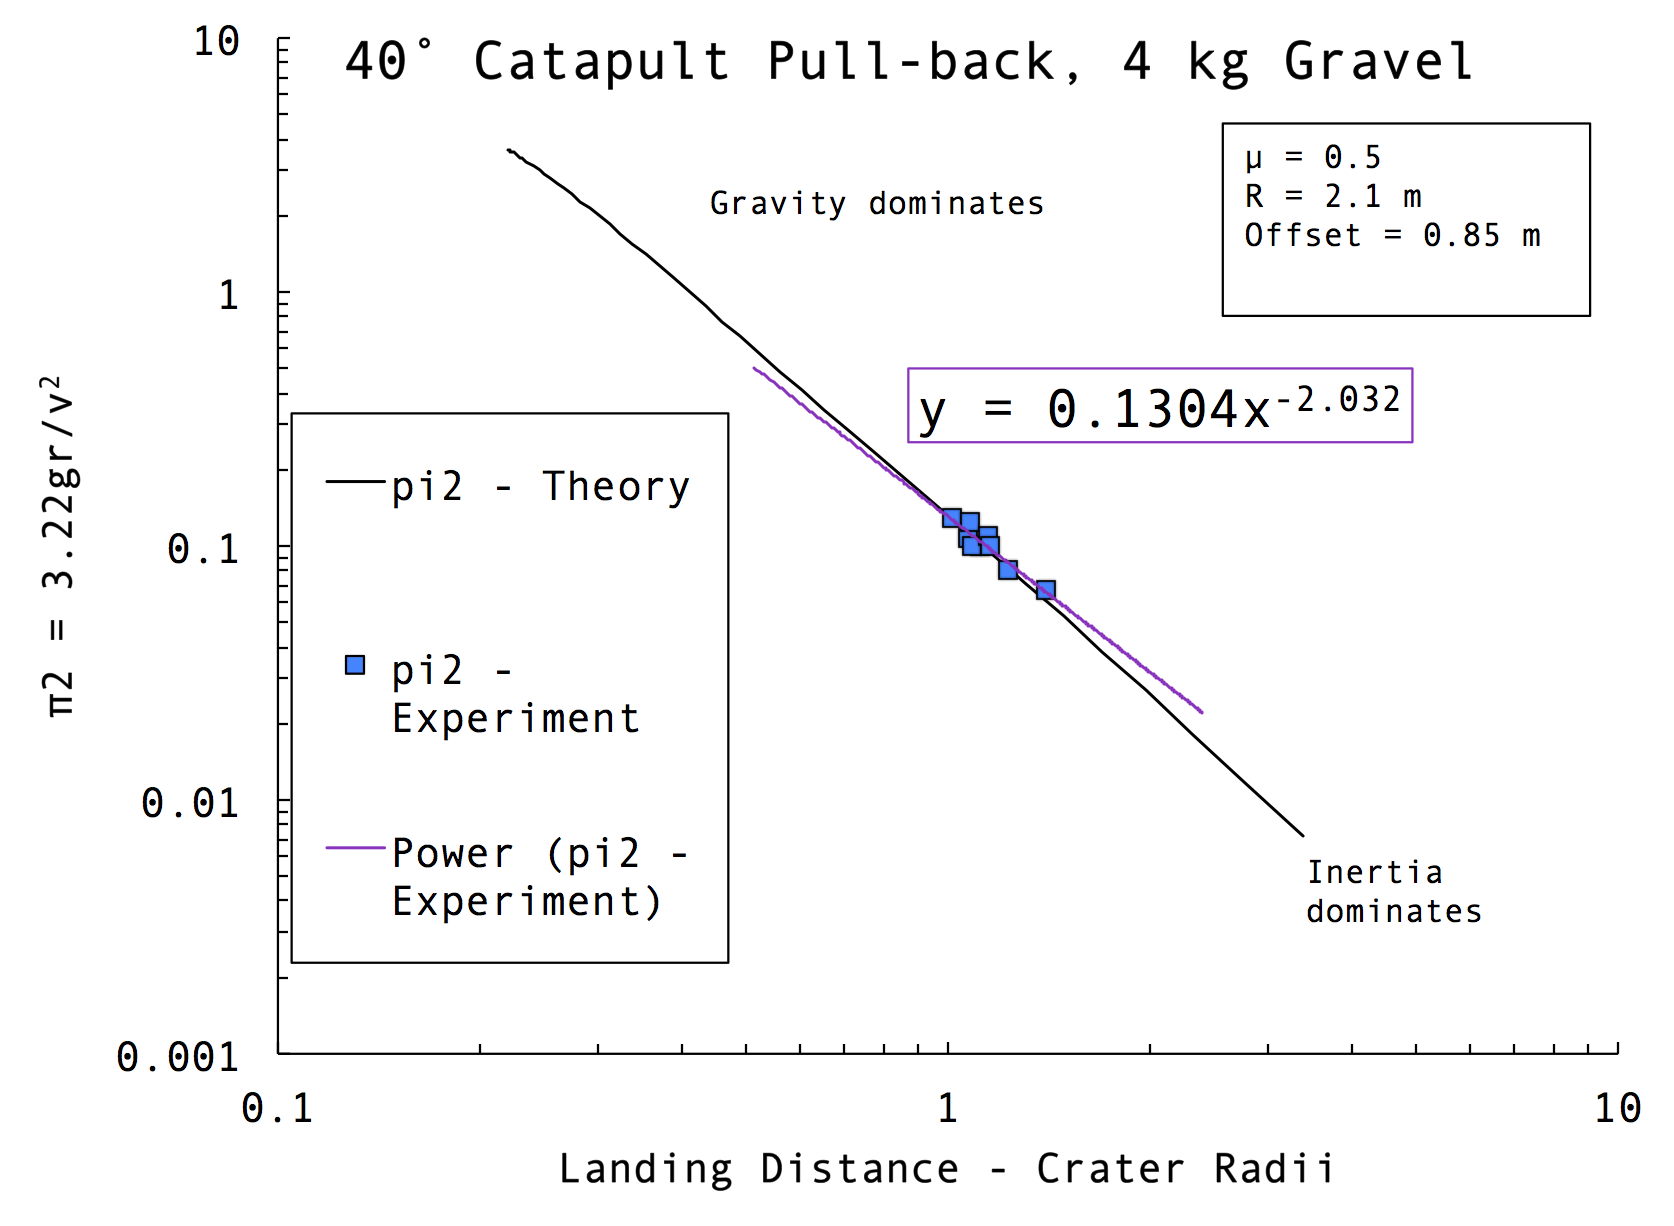 40° Catapult Pull-back, 4 kg Gravel
10
1
0.1
0.01
0.001
π2 = 3.22gr/v²
Gravity dominates
μ = 0.5
R = 2.1 m
Offset = 0.85 m
y = 0.1304x⁻²·⁰³²
pi2 - Theory
pi2 -
Experiment
Power (pi2 -
Experiment)
Inertia
dominates
0.1
1
10
Landing Distance - Crater Radii